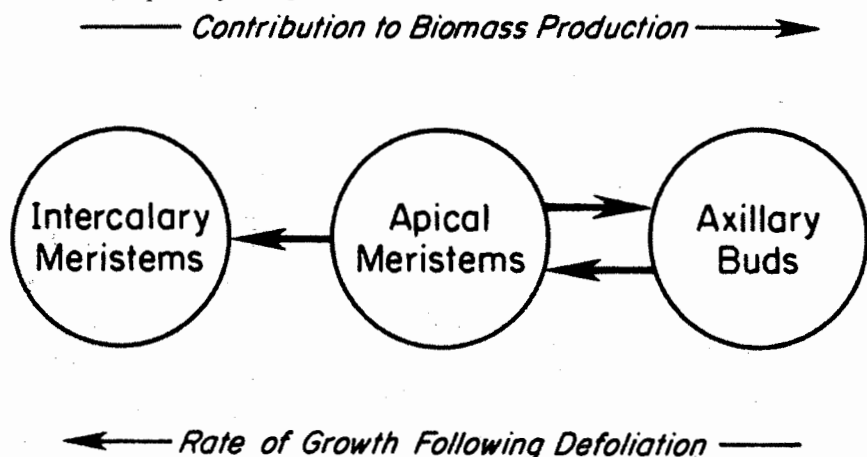 Contribution to Biomass Production
Intercalary
Meristems
Apical
Meristems
Axillary
Buds
Rate of Growth Following Defoliation